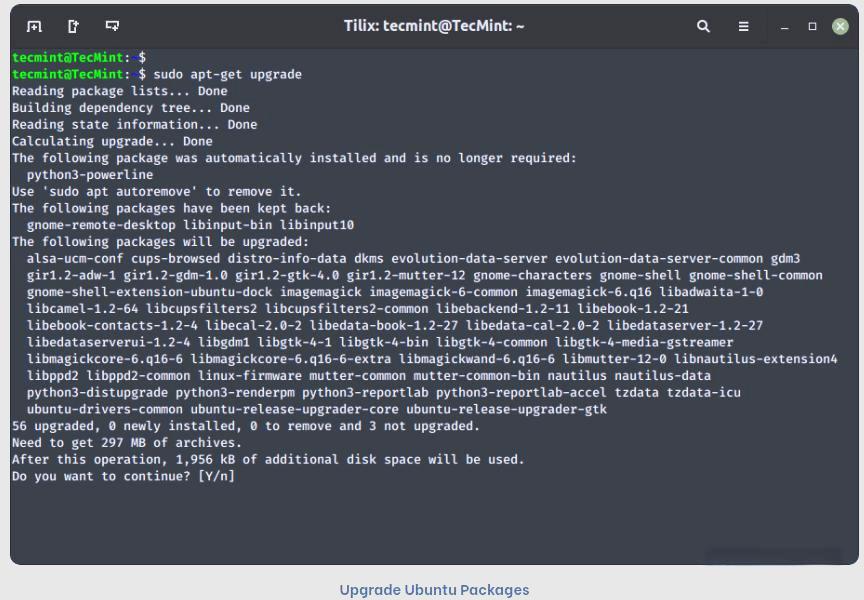 Tilix: tecmint@TecMint: ~
tecmint@TecMint:~$
tecmint@TecMint:~$ sudo apt-get upgrade
Reading package lists... Done
Building dependency tree... Done
Reading state information... Done
Calculating upgrade... Done
The following package was automatically installed and is no longer required:
  python3-powerline
Use 'sudo apt autoremove' to remove it.
The following packages have been kept back:
  gnome-remote-desktop libinput-bin libinput10
The following packages will be upgraded:
  alsa-ucm-conf cups-browsed distro-info-data dkms evolution-data-server evolution-data-server-common gdm3
  gir1.2-adw-1 gir1.2-gdm-1.0 gir1.2-gtk-4.0 gir1.2-mutter-12 gnome-characters gnome-shell gnome-shell-common
  gnome-shell-extension-ubuntu-dock imagemagick imagemagick-6-common imagemagick-6.q16 libadwaita-1-0
  libcamel-1.2-64 libcupsfilters2 libcupsfilters2-common libebackend-1.2-11 libebook-1.2-21
  libebook-contacts-1.2-4 libecal-2.0-2 libedata-book-1.2-27 libedata-cal-2.0-2 libedataserver-1.2-27
  libedataserverui-1.2-4 libgdm1 libgtk-4-1 libgtk-4-bin libgtk-4-common libgtk-4-media-gstreamer
  libmagickcore-6.q16-6 libmagickcore-6.q16-6-extra libmagickwand-6.q16-6 libmutter-12-0 libnautilus-extension4
  libppd2 libppd2-common linux-firmware mutter-common mutter-common-bin nautilus nautilus-data
  python3-distupgrade python3-renderpm python3-reportlab python3-reportlab-accel tzdata tzdata-icu
  ubuntu-drivers-common ubuntu-release-upgrader-core ubuntu-release-upgrader-gtk
56 upgraded, 0 newly installed, 0 to remove and 3 not upgraded.
Need to get 297 MB of archives.
After this operation, 1,956 kB of additional disk space will be used.
Do you want to continue? [Y/n]
Upgrade Ubuntu Packages